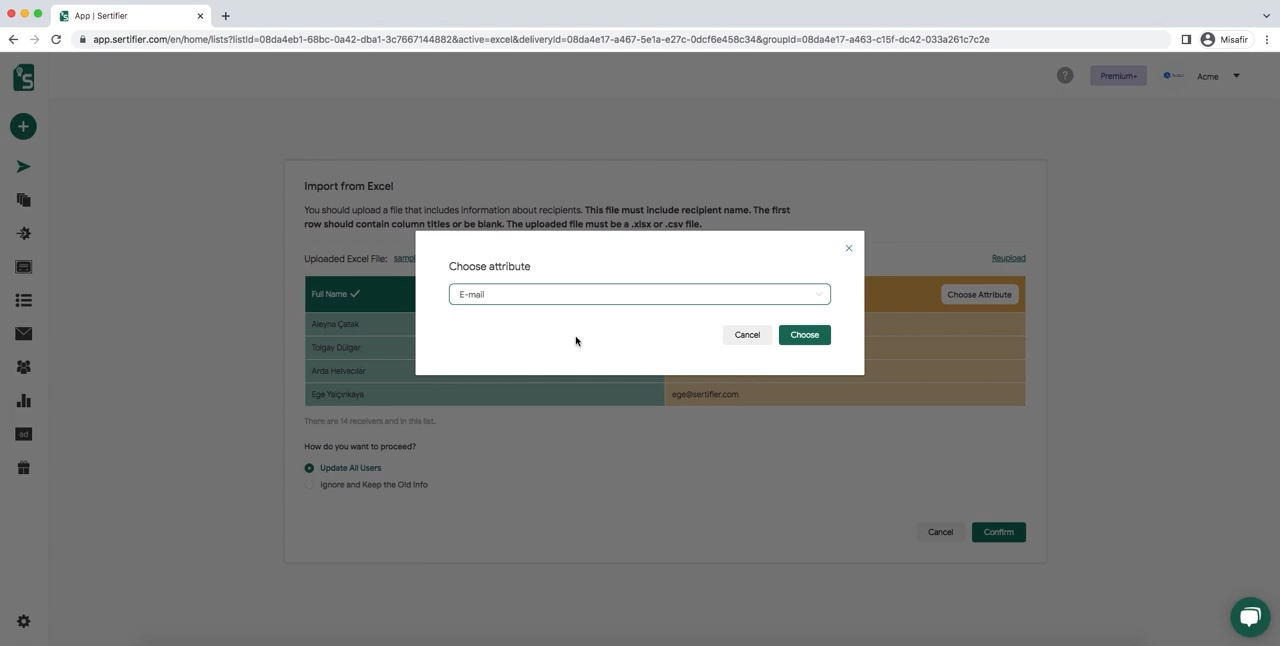 App | Sertifier
app.sertifier.com/en/home/lists?listId=08da4eb1-68bc-0a42-dba1-3c7667144882&active=excel&deliveryId=08da4e17-a467-5e1a-e27c-0dcf6e458c34&groupId=08da4e17-a463-c15f-dc42-033a261c7c2e
Misafir
?
Premium+
Acme
Import from Excel
You should upload a file that includes information about recipients. This file must include recipient name. The first
row should contain column titles or be blank. The uploaded file must be a .xlsx or .csv file.
Uploaded Excel File: sampl
Reupload
Choose attribute
E-mail
Cancel
Choose
Full Name
Choose Attribute
Aleyna Çatak
Tolgay Dülger
Arda Helvacılar
Ege Yalçınkaya
ege@sertifier.com
There are 14 receivers and in this list.
How do you want to proceed?
Update All Users
Ignore and Keep the Old Info
Cancel
Confirm
ad